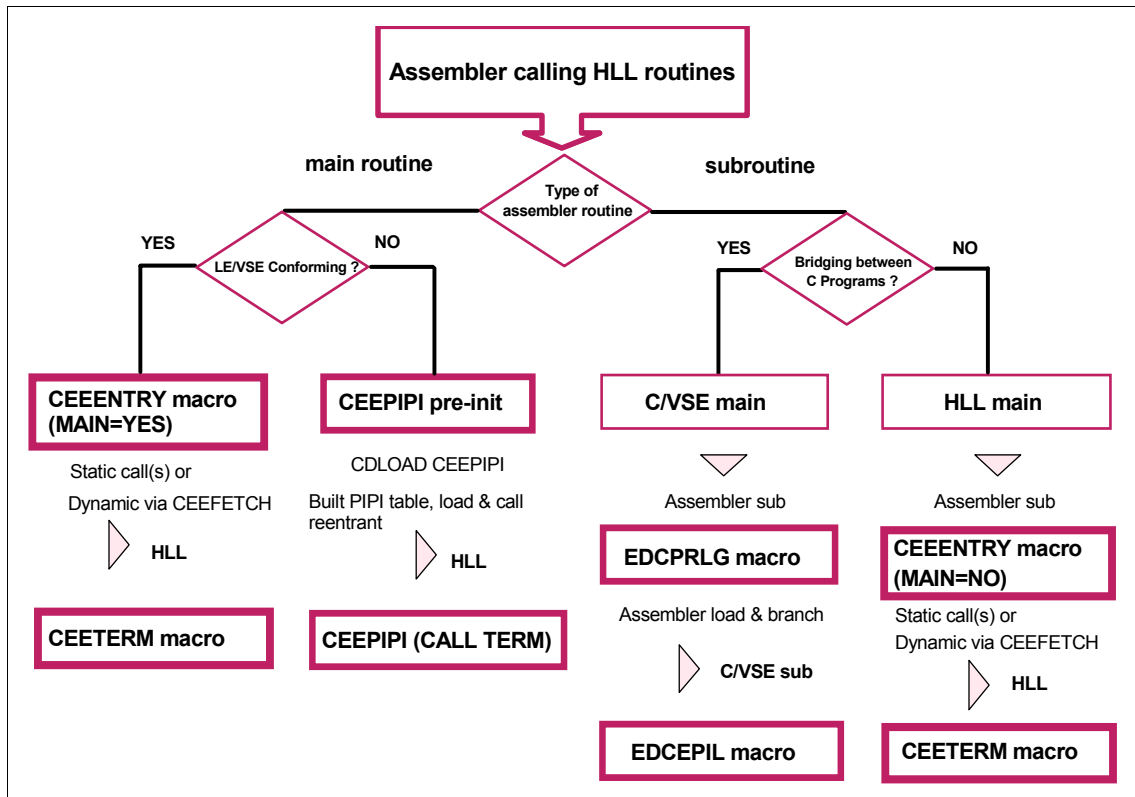 Assembler calling HLL routines
main routine
subroutine
Type of
assembler routine
YES
NO
LE/VSE Conforming ?
YES
NO
Bridging between
C Programs ?
CEEENTRY macro
(MAIN=YES)
Static call(s) or
Dynamic via CEEFETCH
HLL
CEETERM macro
CEEPIPI pre-init
CDLOAD CEEPIPI
Built PIPI table, load & call
reentrant
HLL
CEEPIPI (CALL TERM)
C/VSE main
Assembler sub
EDCPRLG macro
Assembler load & branch
C/VSE sub
EDCEPIL macro
HLL main
Assembler sub
CEEENTRY macro
(MAIN=NO)
Static call(s) or
Dynamic via CEEFETCH
HLL
CEETERM macro